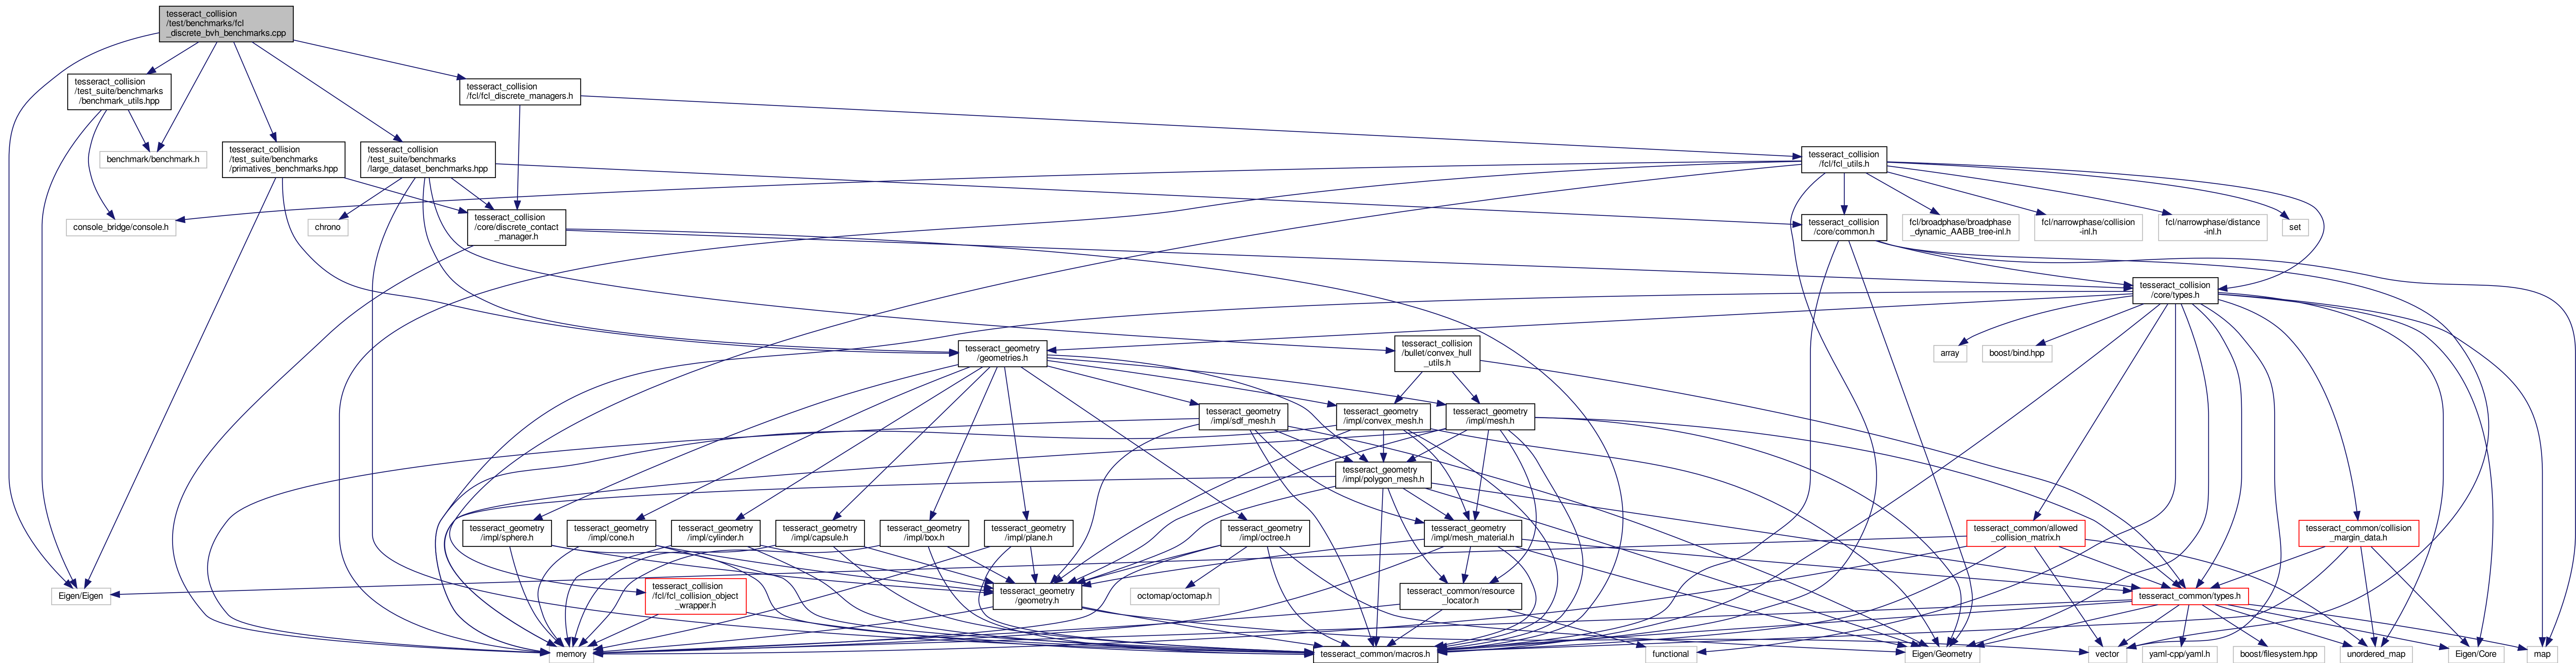 tesseract_collision
/test/benchmarks/fcl
_discrete_bvh_benchmarks.cpp
tesseract_collision
/test_suite/benchmarks
/benchmark_utils.hpp
tesseract_collision
/fcl/fcl_discrete_managers.h
benchmark/benchmark.h
tesseract_collision
/test_suite/benchmarks
/primatives_benchmarks.hpp
tesseract_collision
/test_suite/benchmarks
/large_dataset_benchmarks.hpp
tesseract_collision
/fcl/fcl_utils.h
console_bridge/console.h
chrono
tesseract_collision
/core/discrete_contact
_manager.h
tesseract_collision
/core/common.h
fcl/broadphase/broadphase
_dynamic_AABB_tree-inl.h
fcl/narrowphase/collision
-inl.h
fcl/narrowphase/distance
-inl.h
set
tesseract_collision
/core/types.h
tesseract_geometry
/geometries.h
tesseract_collision
/bullet/convex_hull
_utils.h
array
boost/bind.hpp
tesseract_geometry
/impl/sdf_mesh.h
tesseract_geometry
/impl/convex_mesh.h
tesseract_geometry
/impl/mesh.h
tesseract_geometry
/impl/polygon_mesh.h
tesseract_geometry
/impl/sphere.h
tesseract_geometry
/impl/cone.h
tesseract_geometry
/impl/cylinder.h
tesseract_geometry
/impl/capsule.h
tesseract_geometry
/impl/box.h
tesseract_geometry
/impl/plane.h
tesseract_geometry
/impl/octree.h
tesseract_geometry
/impl/mesh_material.h
tesseract_common/allowed
_collision_matrix.h
tesseract_common/collision
_margin_data.h
Eigen/Eigen
tesseract_collision
/fcl/fcl_collision_object
_wrapper.h
tesseract_geometry
/geometry.h
octomap/octomap.h
tesseract_common/resource
_locator.h
tesseract_common/types.h
memory
tesseract_common/macros.h
functional
Eigen/Geometry
vector
yaml-cpp/yaml.h
boost/filesystem.hpp
unordered_map
Eigen/Core
map